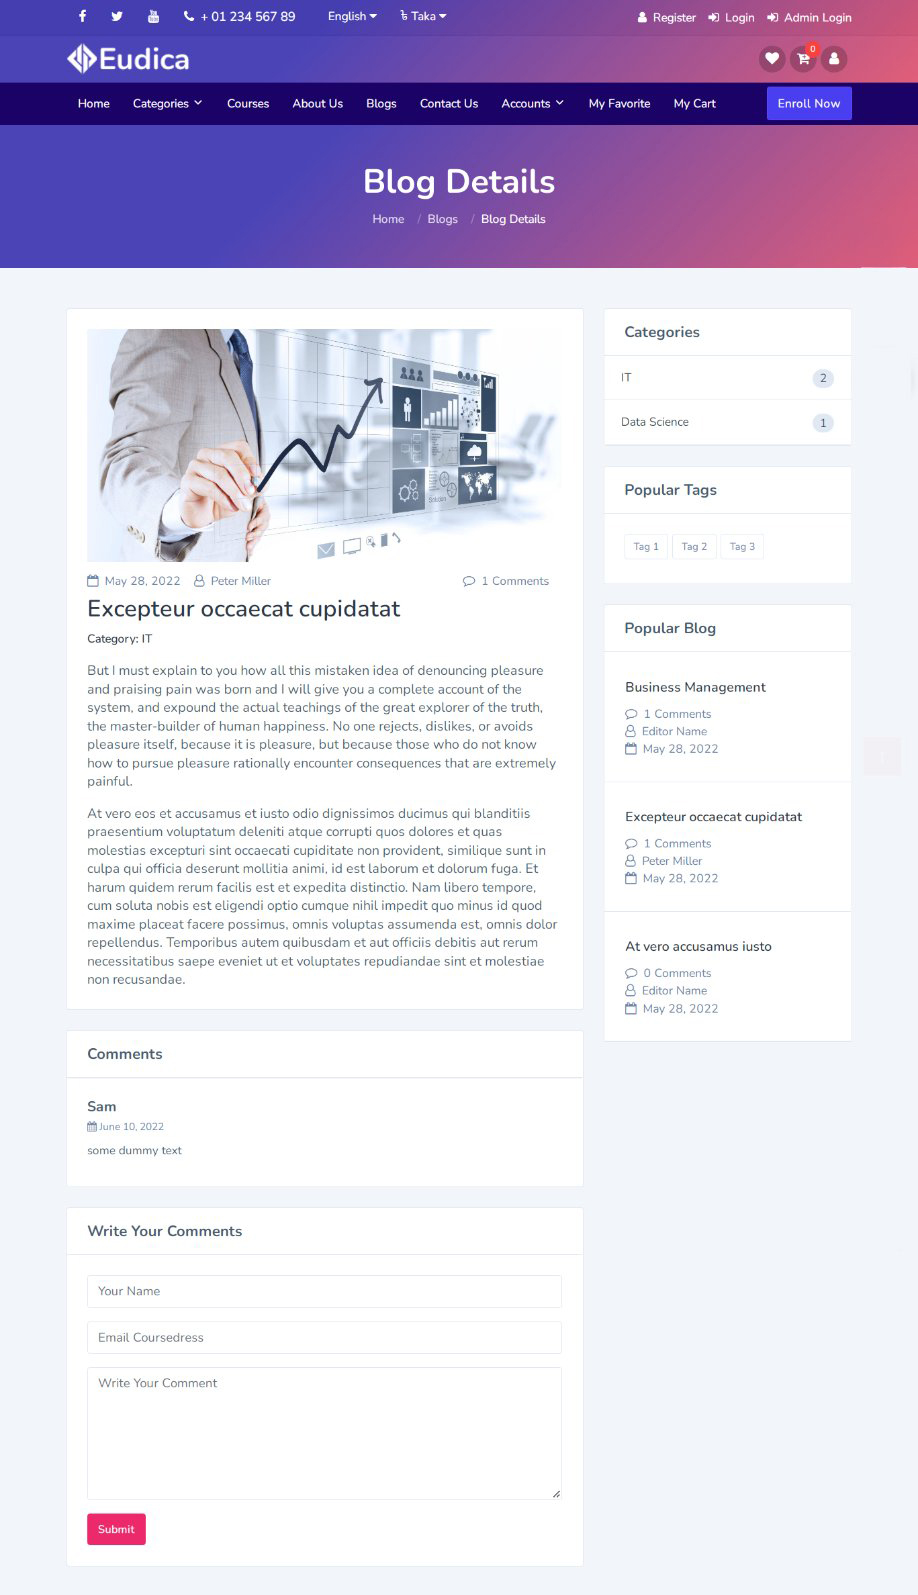 + 01 234 567 89 English ৳ Taka Register Login Admin Login
Eudica 0
Home Categories Courses About Us Blogs Contact Us Accounts My Favorite My Cart Enroll Now
Blog Details
Home / Blogs / Blog Details
May 28, 2022 Peter Miller 1 Comments
Excepteur occaecat cupidatat
Category: IT
But I must explain to you how all this mistaken idea of denouncing pleasure
and praising pain was born and I will give you a complete account of the
system, and expound the actual teachings of the great explorer of the truth,
the master-builder of human happiness. No one rejects, dislikes, or avoids
pleasure itself, because it is pleasure, but because those who do not know
how to pursue pleasure rationally encounter consequences that are extremely
painful.
At vero eos et accusamus et iusto odio dignissimos ducimus qui blanditiis
praesentium voluptatum deleniti atque corrupti quos dolores et quas
molestias excepturi sint occaecati cupiditate non provident, similique sunt in
culpa qui officia deserunt mollitia animi, id est laborum et dolorum fuga. Et
harum quidem rerum facilis est et expedita distinctio. Nam libero tempore,
cum soluta nobis est eligendi optio cumque nihil impedit quo minus id quod
maxime placeat facere possimus, omnis voluptas assumenda est, omnis dolor
repellendus. Temporibus autem quibusdam et aut officiis debitis aut rerum
necessitatibus saepe eveniet ut et voluptates repudiandae sint et molestiae
non recusandae.
Comments
Sam
June 10, 2022
some dummy text
Write Your Comments
Your Name
Email Coursedress
Write Your Comment
Submit
Categories
IT 2
Data Science 1
Popular Tags
Tag 1 Tag 2 Tag 3
Popular Blog
Business Management
1 Comments
Editor Name
May 28, 2022
Excepteur occaecat cupidatat
1 Comments
Peter Miller
May 28, 2022
At vero accusamus iusto
0 Comments
Editor Name
May 28, 2022